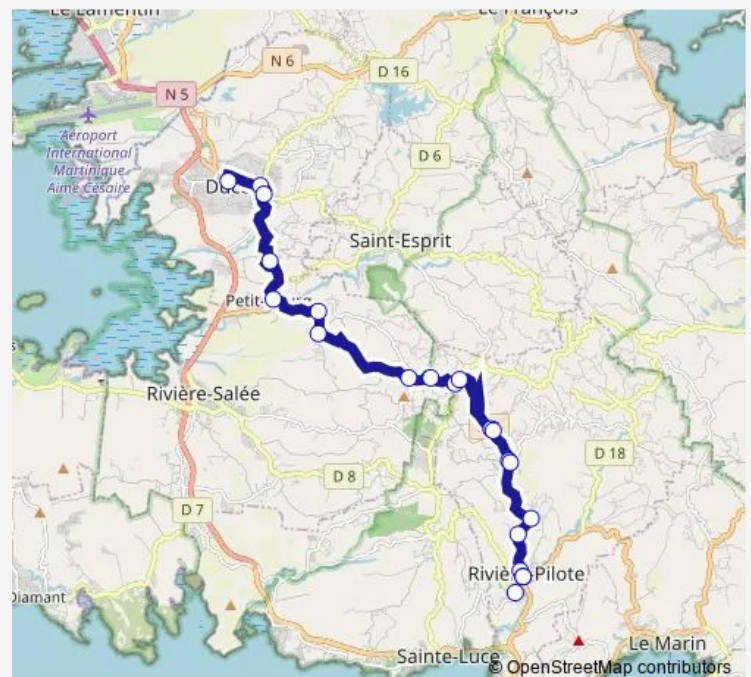 Le Lamentin
Le François
N 6
D 16
N 5
Aéroport
International
Martinique
Aimé Césaire
D 6
Saint-Esprit
Rivière-Salée
D 18
D 8
D 7
Diamant
Sainte-Luce
Le Marin
© OpenStreetMap contributors